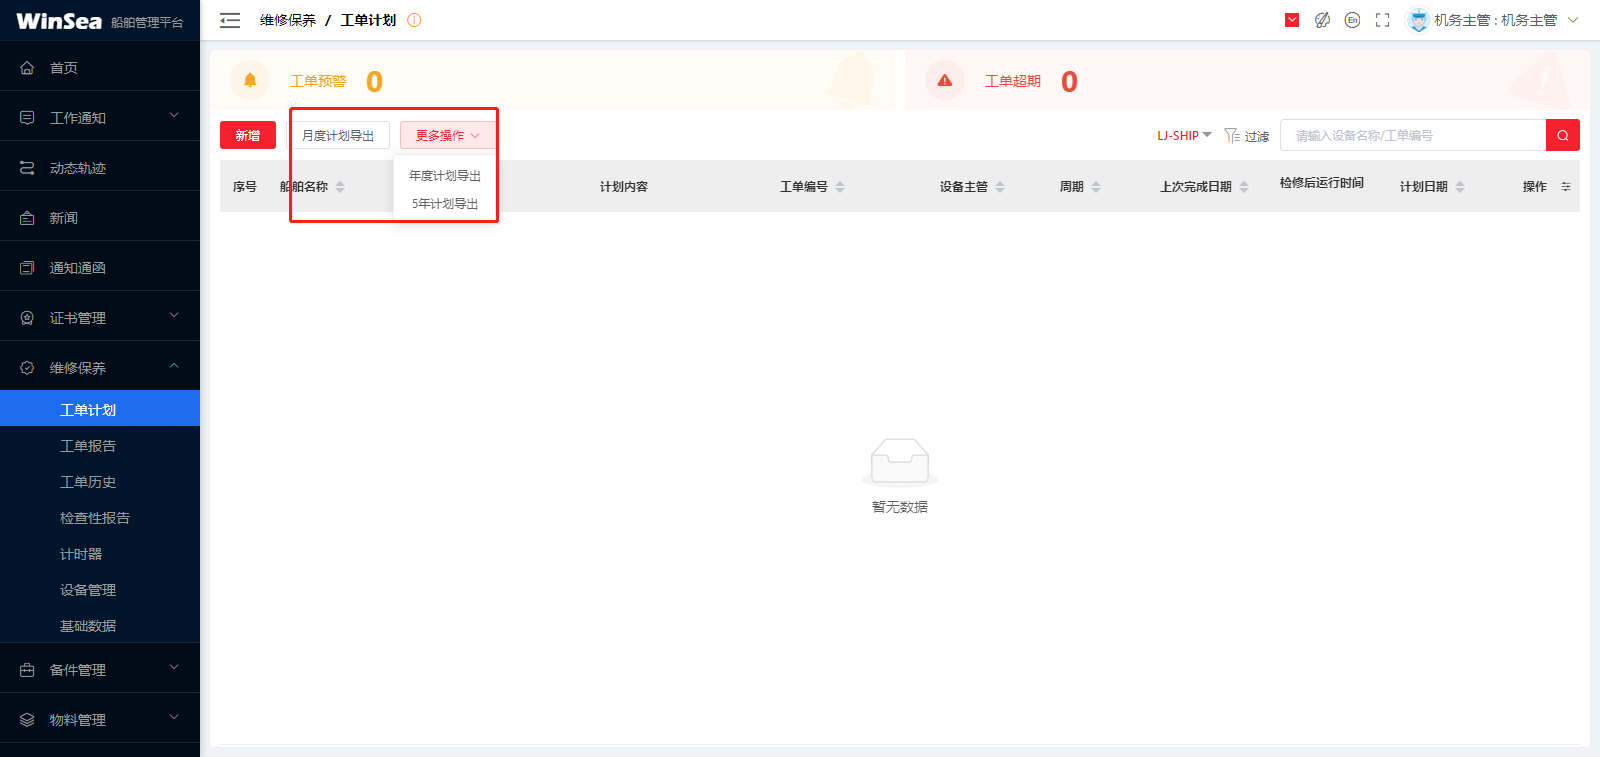 WinSea 船舶管理平台
维修保养 / 工单计划
En
机务主管 : 机务主管
首页
工作通知
动态轨迹
新闻
通知通函
证书管理
维修保养
工单计划
工单报告
工单历史
检查性报告
计时器
设备管理
基础数据
备件管理
物料管理
工单预警 0
工单超期 0
新增 月度计划导出 更多操作
LJ-SHIP 过滤 请输入设备名称/工单编号
年度计划导出
5年计划导出
序号 船舶名称 计划内容 工单编号 设备主管 周期 上次完成日期 检修后运行时间 计划日期 操作
暂无数据